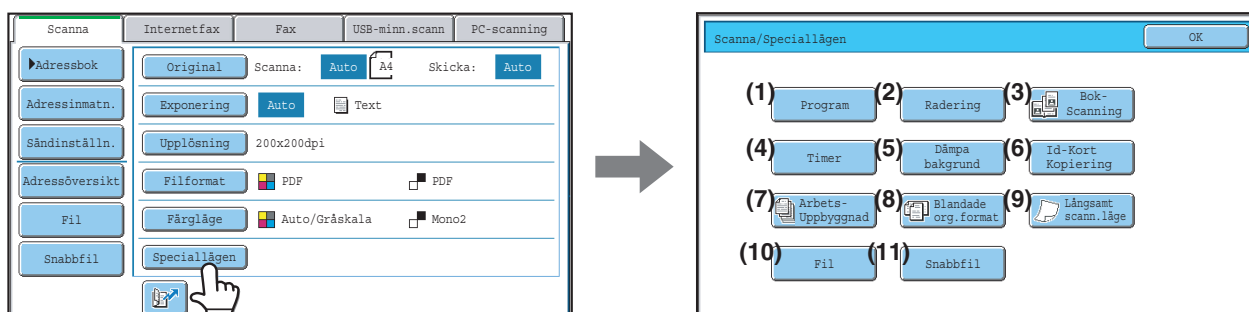 Scanna Internetfax Fax USB-minn.scann PC-scanning
Adressbok Original Scanna: Auto A4 Skicka: Auto
Adressinmatn. Exponering Auto Text
Sändinställn. Upplösning 200x200dpi
Adressöversikt Filformat PDF PDF
Fil Färgläge Auto/Gråskala Mono2
Snabbfil Speciallägen
Scanna/Speciallägen OK
(1) Program (2) Radering (3) Bok-
Scanning
(4) Timer (5) Dämpa
bakgrund (6) Id-Kort
Kopiering
(7) Arbets-
Uppbyggnad (8) Blandade
org.format (9) Långsamt
scann.läge
(10) Fil (11) Snabbfil